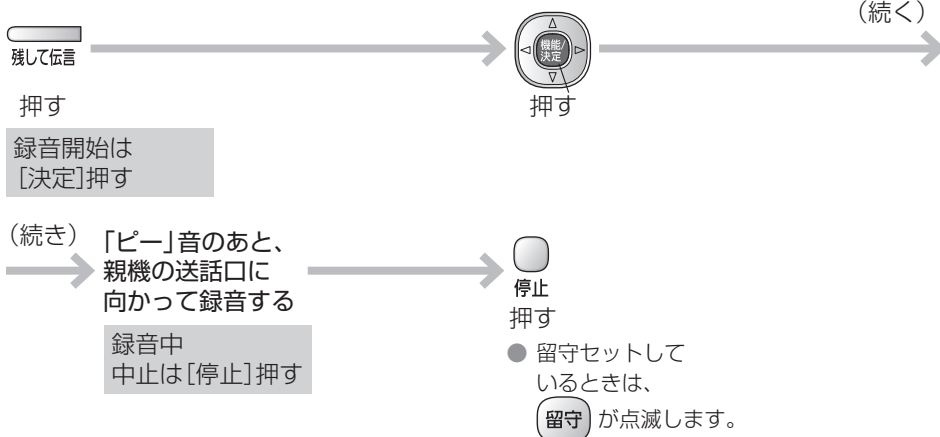 （続く）
残して伝言
機能/
決定
押す
押す
録音開始は
［決定］押す
（続き）
「ピー」音のあと、
親機の送話口に
向かって録音する
録音中
中止は［停止］押す
停止
押す
● 留守セットして
いるときは、
留守 が点滅します。